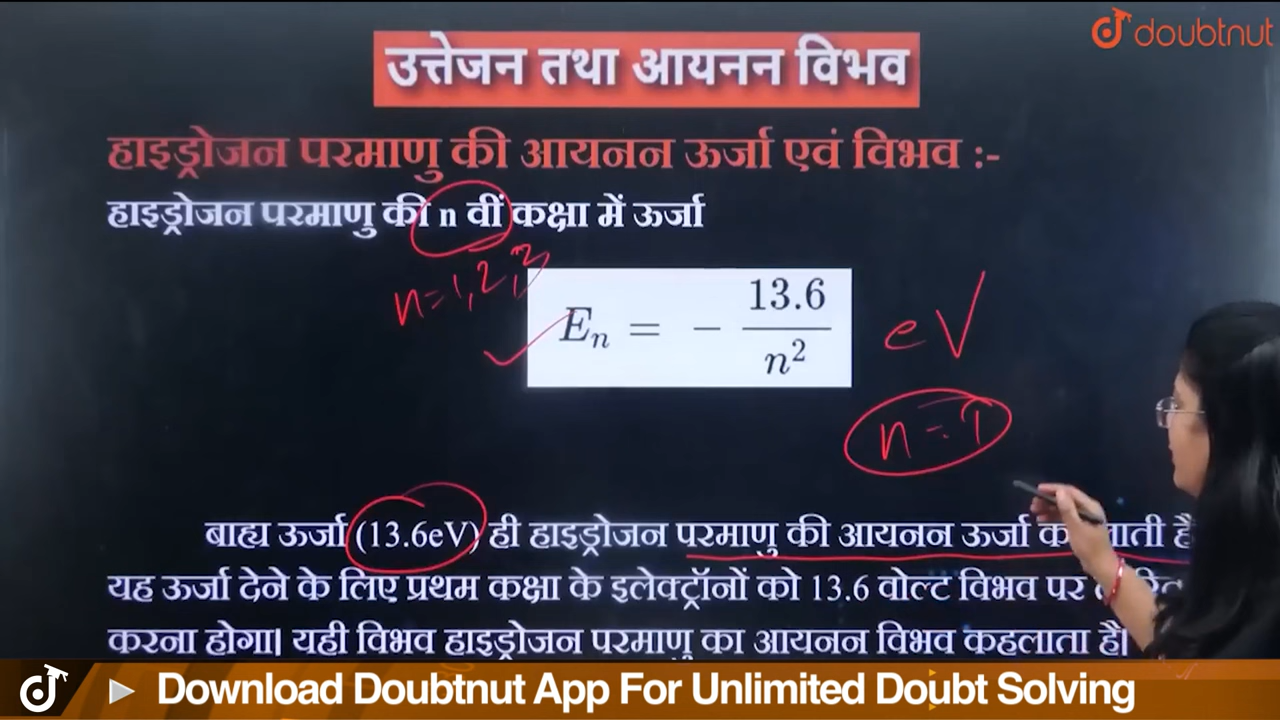 doubtnut
उत्तेजन तथा आयनन विभव
हाइड्रोजन परमाणु की आयनन ऊर्जा एवं विभव :-
हाइड्रोजन परमाणु की n वीं कक्षा में ऊर्जा
n=1,2,3
Eₙ = - 13.6/n² eV
n=1
बाह्य ऊर्जा (13.6eV) ही हाइड्रोजन परमाणु की आयनन ऊर्जा
यह ऊर्जा देने के लिए प्रथम कक्षा के इलेक्ट्रॉनों को 13.6 वोल्ट विभव पर
करना होगा| यही विभव हाइड्रोजन परमाणु का आयनन विभव कहलाता है|
Download Doubtnut App For Unlimited Doubt Solving